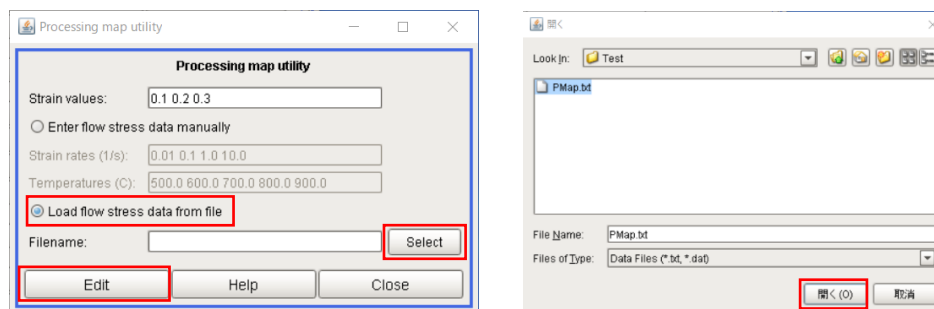 Processing map utility
Processing map utility
Strain values: 0.1 0.2 0.3
Enter flow stress data manually
Strain rates (1/s): 0.01 0.1 1.0 10.0
Temperatures (C): 500.0 600.0 700.0 800.0 900.0
Load flow stress data from file
Filename: Select
Edit Help Close
開く
Look In: Test
PMap.txt
File Name: PMap.txt
Files of Type: Data Files (*.txt, *.dat)
開く(O) 取消